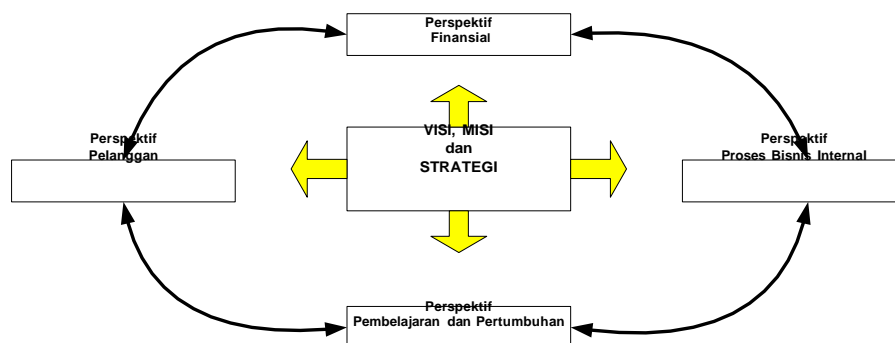 Perspektif
Finansial
VISI, MISI
dan
STRATEGI
Perspektif
Pelanggan
Perspektif
Proses Bisnis Internal
Perspektif
Pembelajaran dan Pertumbuhan